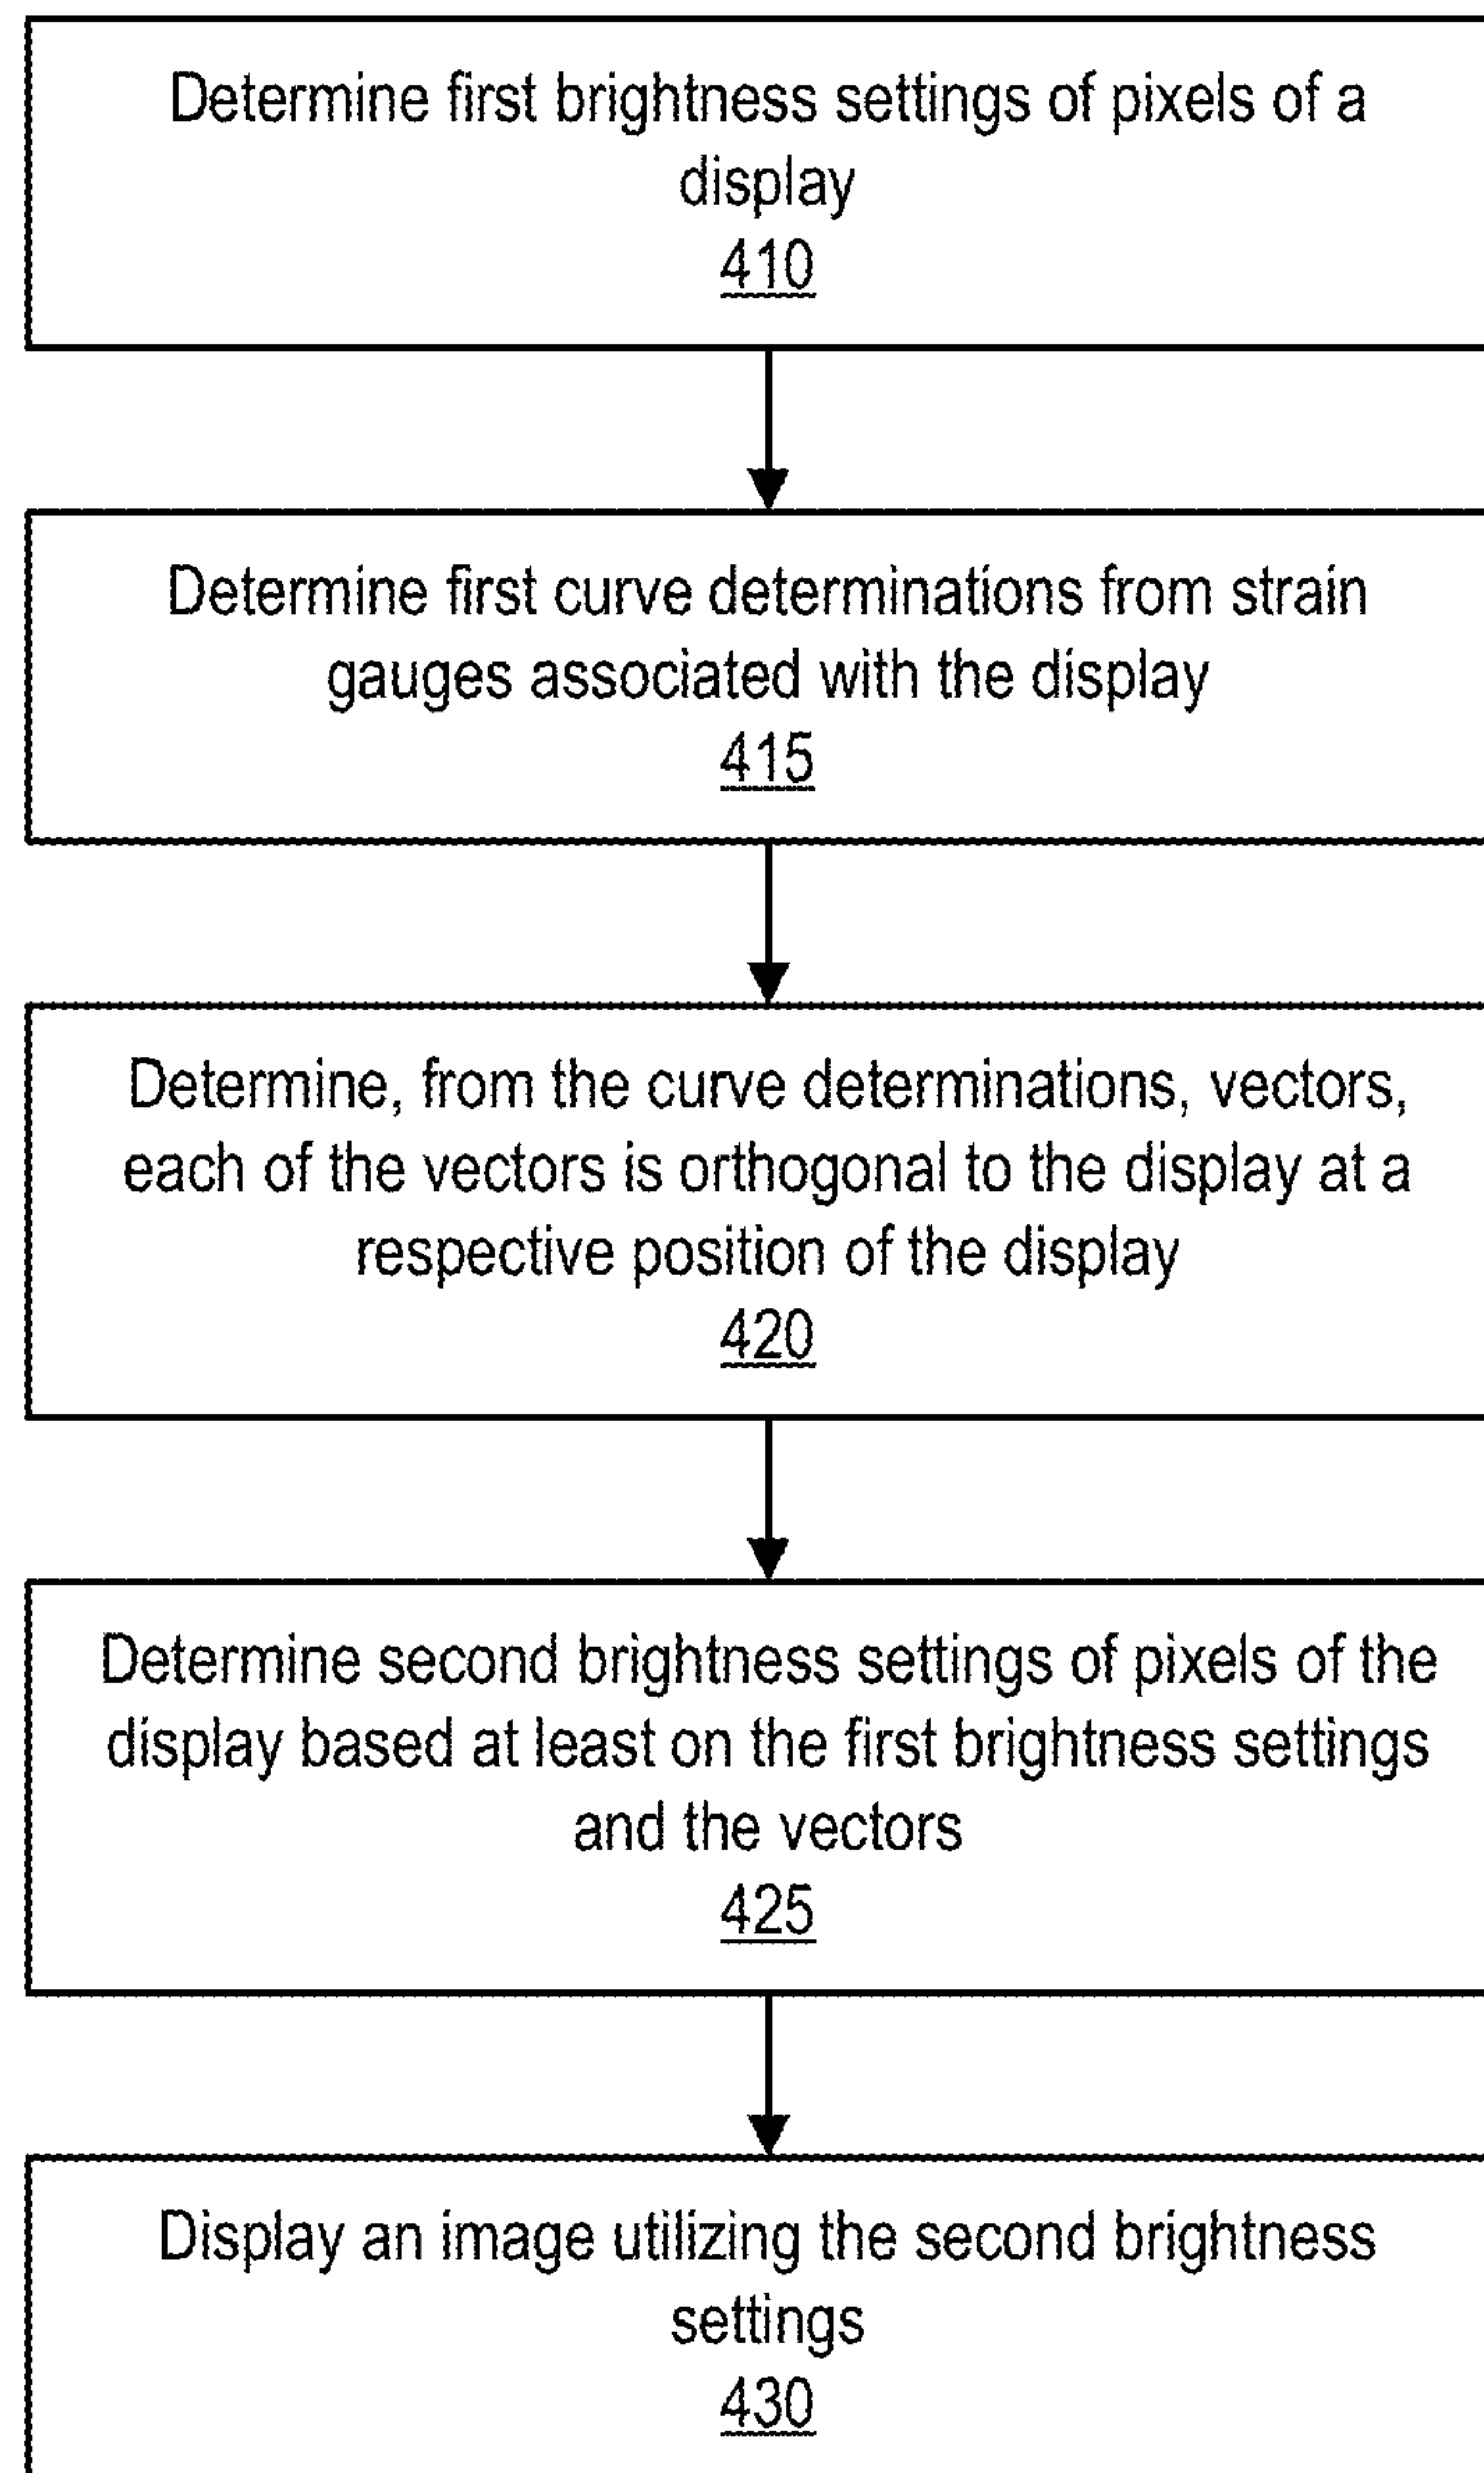 Determine first brightness settings of pixels of a
display
410
Determine first curve determinations from strain
gauges associated with the display
415
Determine, from the curve determinations, vectors,
each of the vectors is orthogonal to the display at a
respective position of the display
420
Determine second brightness settings of pixels of the
display based at least on the first brightness settings
and the vectors
425
Display an image utilizing the second brightness
settings
430